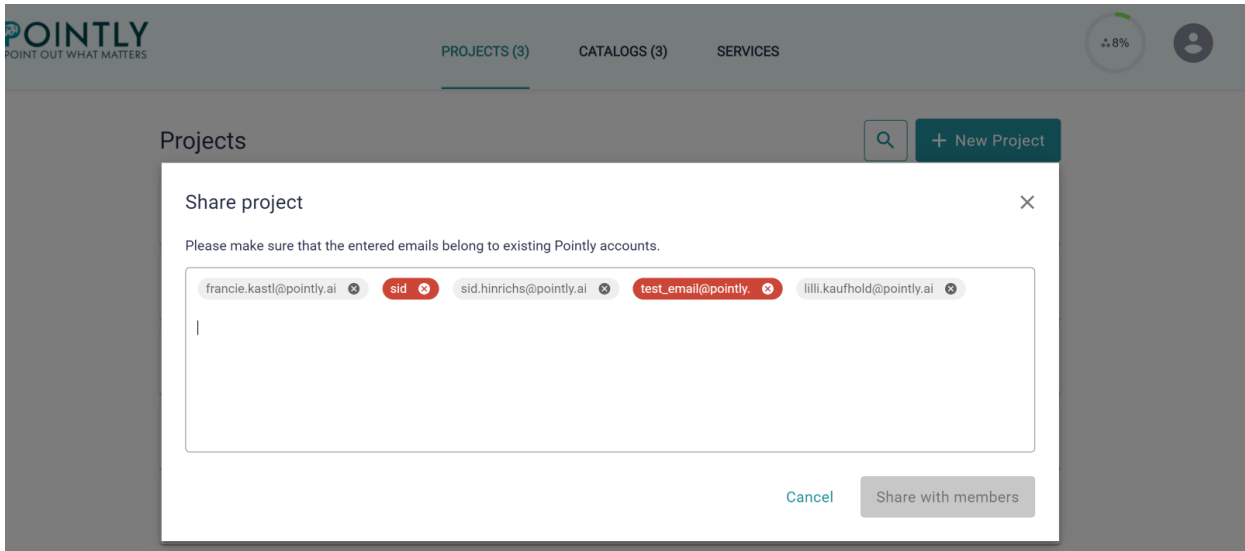 POINTLY
POINT OUT WHAT MATTERS
PROJECTS (3)
CATALOGS (3)
SERVICES
8%
Projects
+ New Project
Share project
Please make sure that the entered emails belong to existing Pointly accounts.
francie.kastl@pointly.ai sid sid.hinrichs@pointly.ai test_email@pointly. lilli.kaufhold@pointly.ai
Cancel
Share with members